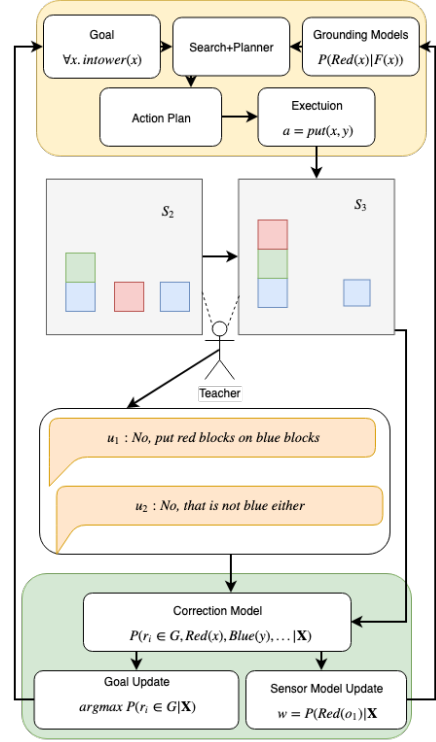 Goal
∀x. intower(x)
Search+Planner
Grounding Models
P(Red(x)|F(x))
Action Plan
Exectuion
a = put(x, y)
S₂
S₃
Teacher
u₁ : No, put red blocks on blue blocks
u₂ : No, that is not blue either
Correction Model
P(rᵢ ∈ G, Red(x), Blue(y), . . . |X)
Goal Update
argmax P(rᵢ ∈ G|X)
Sensor Model Update
w = P(Red(o₁)|X